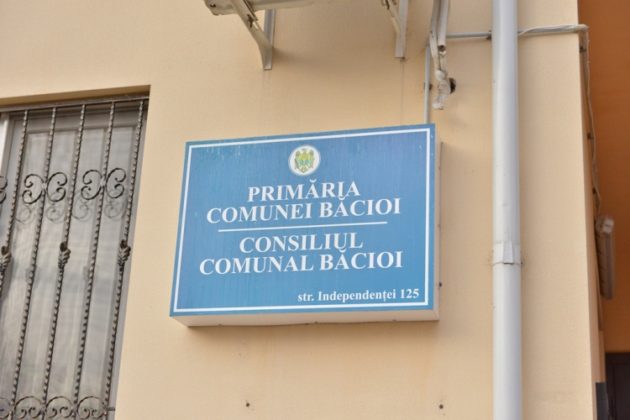 PRIMĂRIA
COMUNEI BĂCIOI
CONSILIUL
COMUNAL BĂCIOI
str. Independenței 125